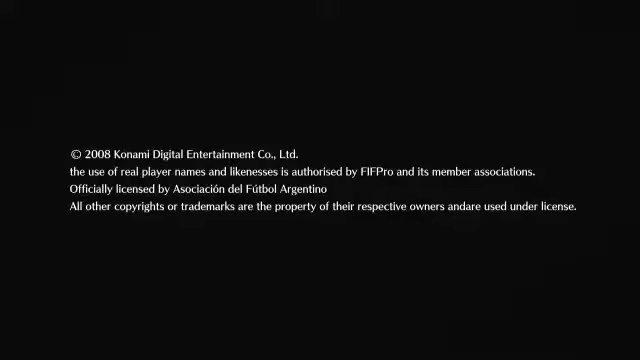 © 2008 Konami Digital Entertainment Co., Ltd.
the use of real player names and likenesses is authorised by FIFPro and its member associations.
Officially licensed by Asociación del Fútbol Argentino
All other copyrights or trademarks are the property of their respective owners andare used under license.